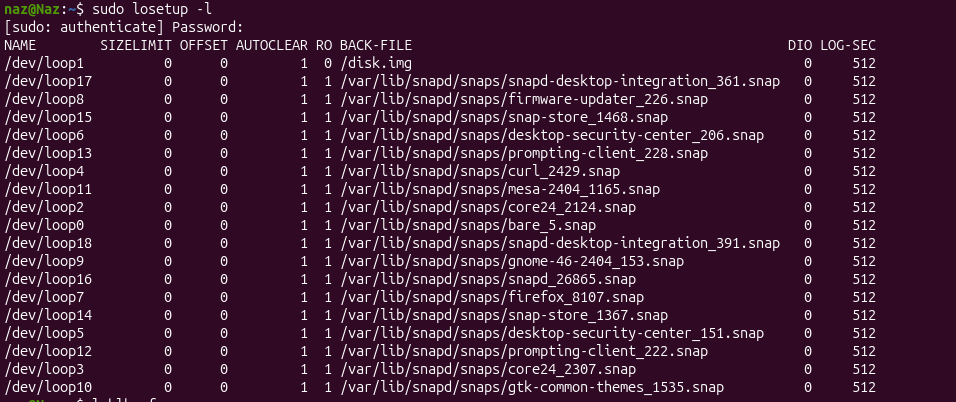 naz@Naz:~$ sudo losetup -l
[sudo: authenticate] Password:
NAME SIZELIMIT OFFSET AUTOCLEAR RO BACK-FILE DIO LOG-SEC
/dev/loop1 0 0 1 0 /disk.img 0 512
/dev/loop17 0 0 1 1 /var/lib/snapd/snaps/snapd-desktop-integration_361.snap 0 512
/dev/loop8 0 0 1 1 /var/lib/snapd/snaps/firmware-updater_226.snap 0 512
/dev/loop15 0 0 1 1 /var/lib/snapd/snaps/snap-store_1468.snap 0 512
/dev/loop6 0 0 1 1 /var/lib/snapd/snaps/desktop-security-center_206.snap 0 512
/dev/loop13 0 0 1 1 /var/lib/snapd/snaps/prompting-client_228.snap 0 512
/dev/loop4 0 0 1 1 /var/lib/snapd/snaps/curl_2429.snap 0 512
/dev/loop11 0 0 1 1 /var/lib/snapd/snaps/mesa-2404_1165.snap 0 512
/dev/loop2 0 0 1 1 /var/lib/snapd/snaps/core24_2124.snap 0 512
/dev/loop0 0 0 1 1 /var/lib/snapd/snaps/bare_5.snap 0 512
/dev/loop18 0 0 1 1 /var/lib/snapd/snaps/snapd-desktop-integration_391.snap 0 512
/dev/loop9 0 0 1 1 /var/lib/snapd/snaps/gnome-46-2404_153.snap 0 512
/dev/loop16 0 0 1 1 /var/lib/snapd/snaps/snapd_26865.snap 0 512
/dev/loop7 0 0 1 1 /var/lib/snapd/snaps/firefox_8107.snap 0 512
/dev/loop14 0 0 1 1 /var/lib/snapd/snaps/snap-store_1367.snap 0 512
/dev/loop5 0 0 1 1 /var/lib/snapd/snaps/desktop-security-center_151.snap 0 512
/dev/loop12 0 0 1 1 /var/lib/snapd/snaps/prompting-client_222.snap 0 512
/dev/loop3 0 0 1 1 /var/lib/snapd/snaps/core24_2307.snap 0 512
/dev/loop10 0 0 1 1 /var/lib/snapd/snaps/gtk-common-themes_1535.snap 0 512